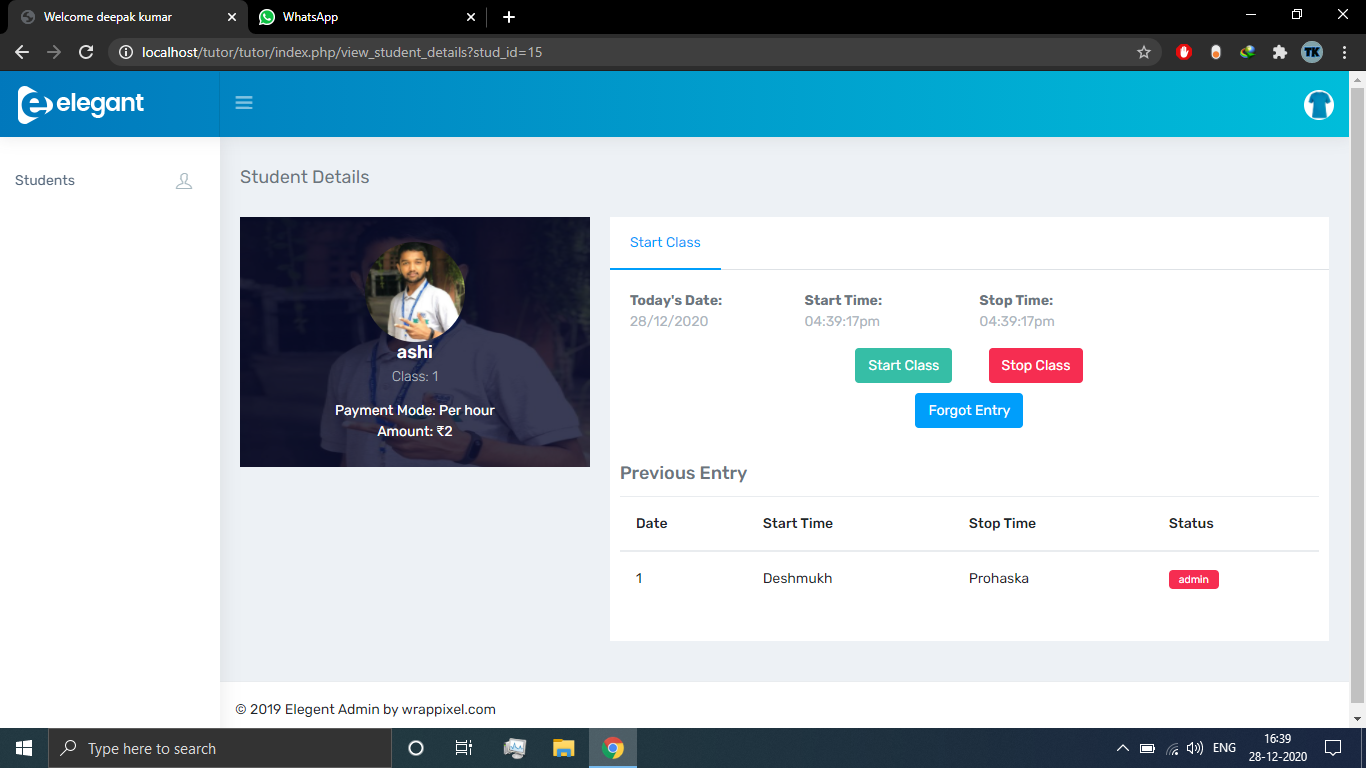 Welcome deepak kumar
WhatsApp
localhost/tutor/tutor/index.php/view_student_details?stud_id=15
TK
elegant
Students
Student Details
ashi
Class: 1
Payment Mode: Per hour
Amount: ₹2
Start Class
Today's Date: Start Time: Stop Time:
28/12/2020 04:39:17pm 04:39:17pm
Start Class Stop Class
Forgot Entry
Previous Entry
Date Start Time Stop Time Status
1 Deshmukh Prohaska admin
© 2019 Elegent Admin by wrappixel.com
Type here to search
ENG
16:39
28-12-2020